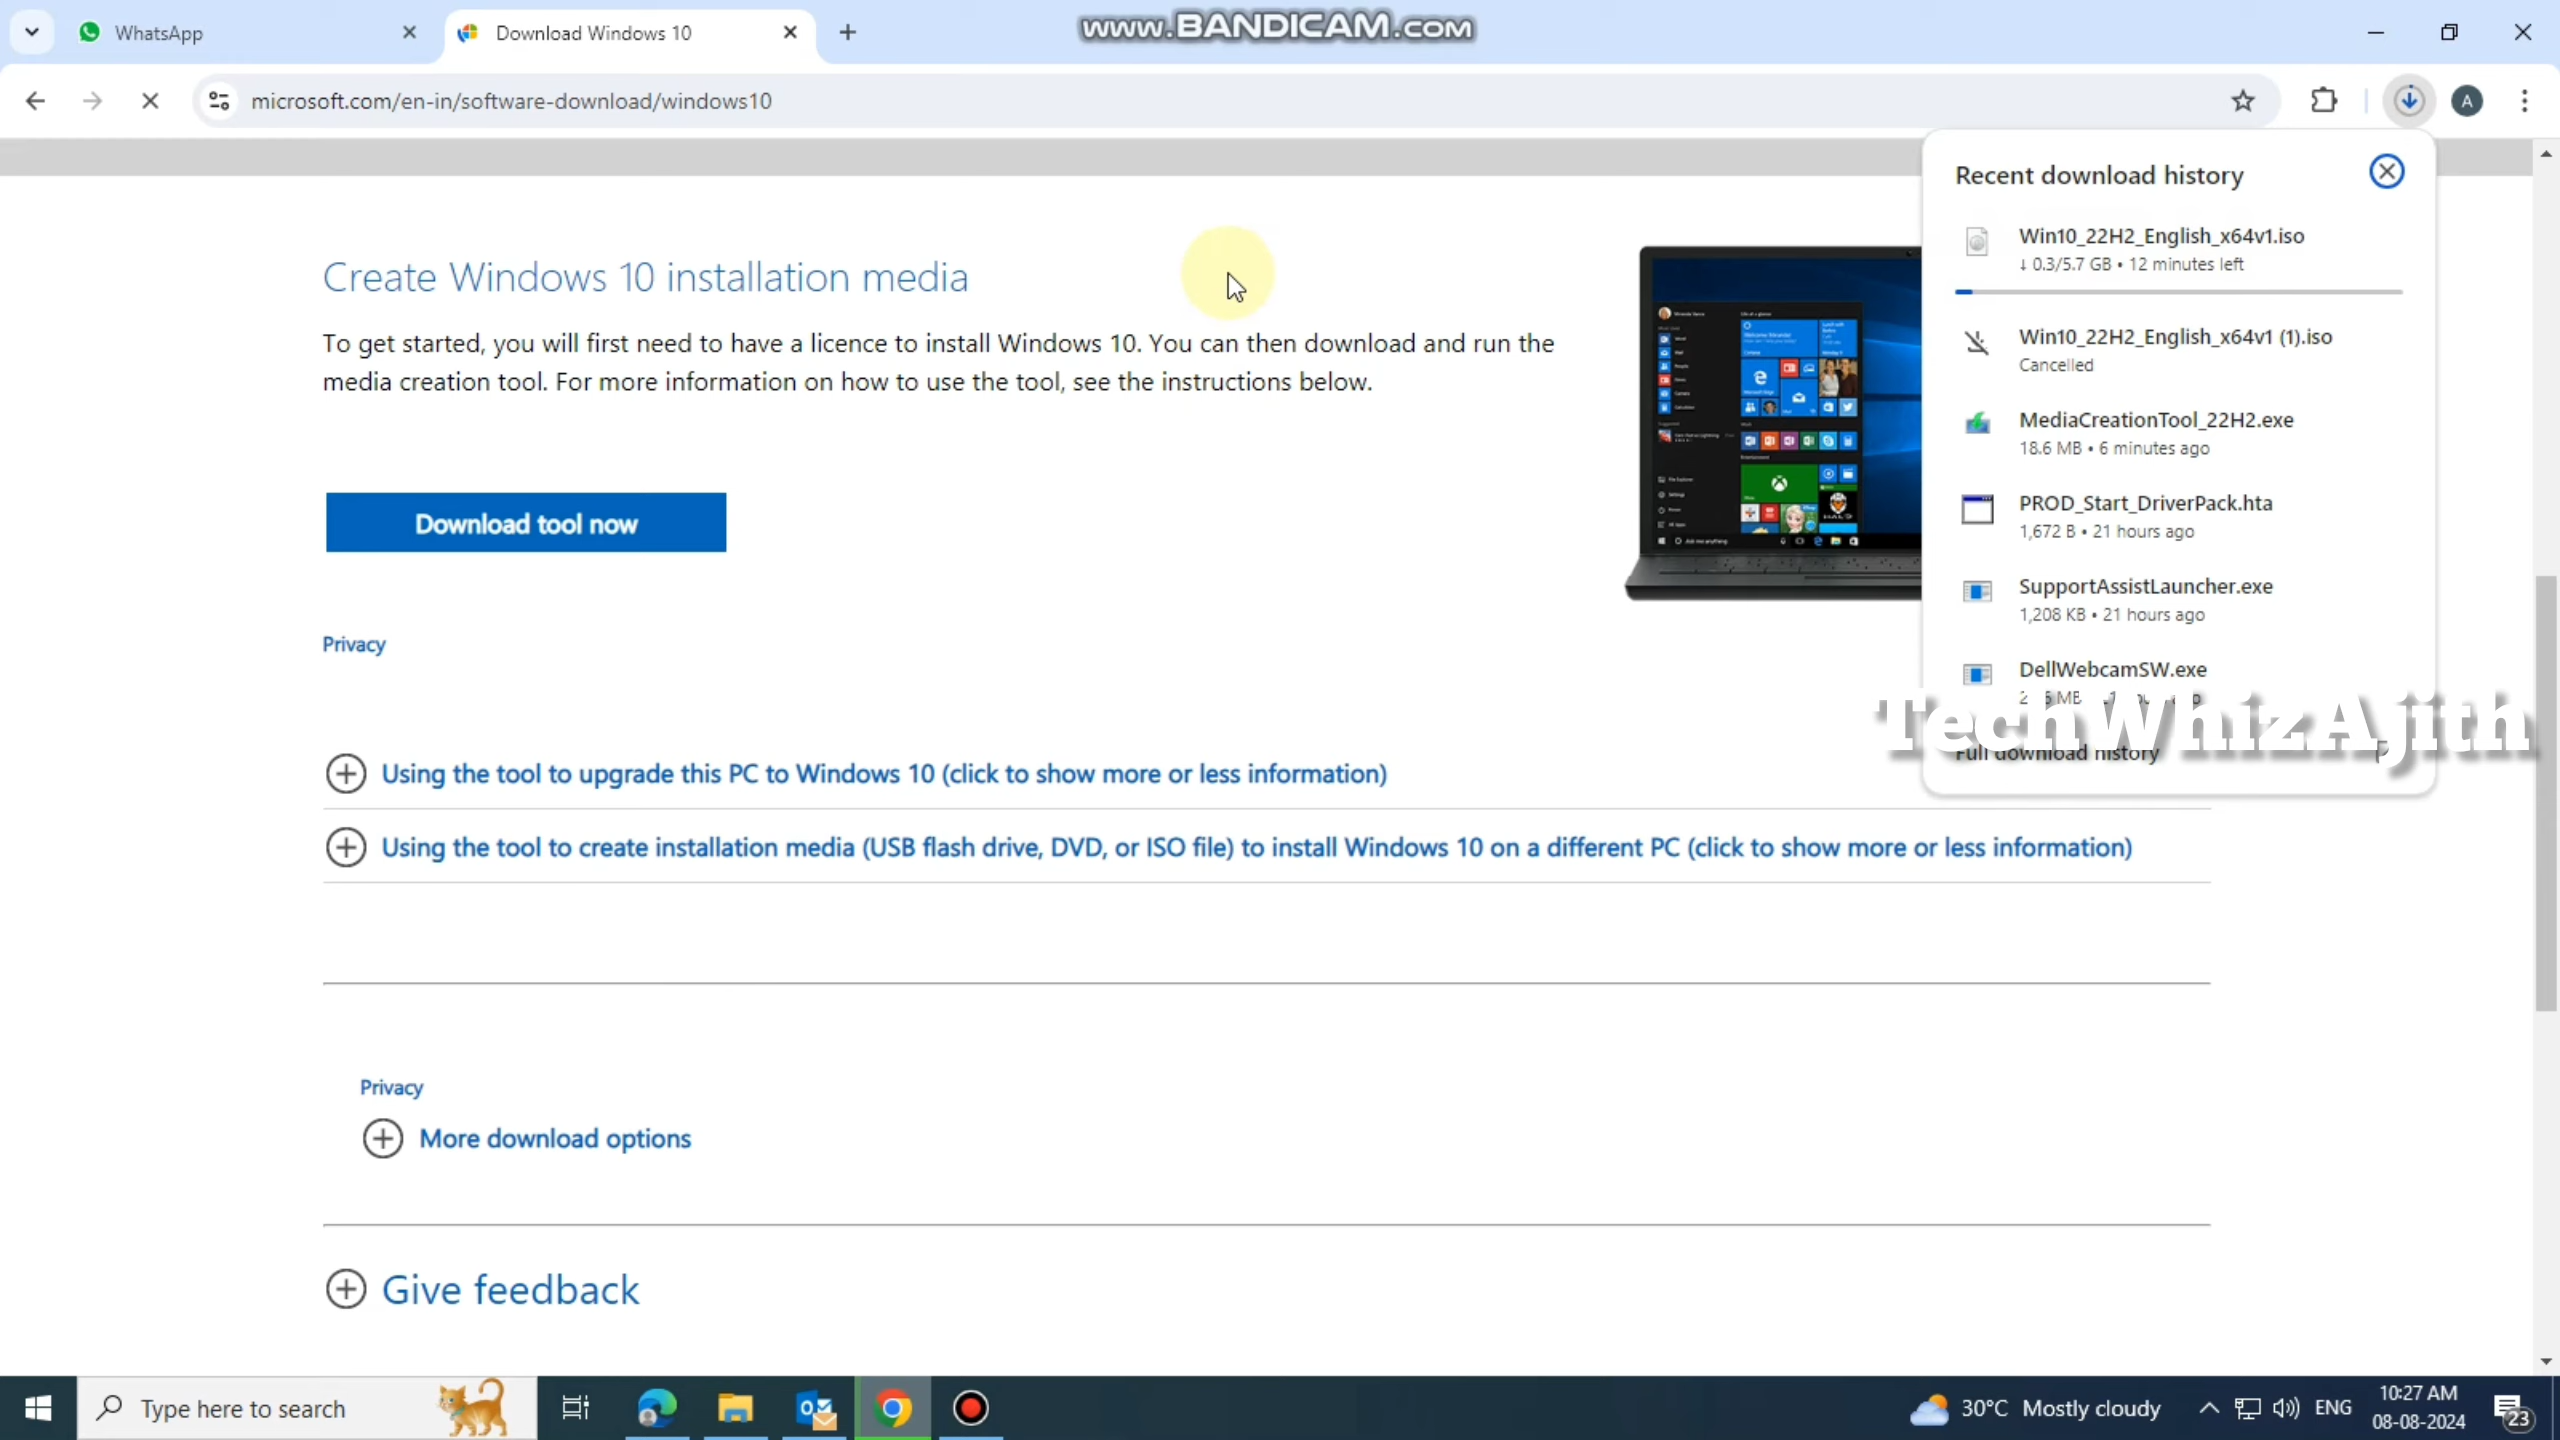 WhatsApp
Download Windows 10
www.BANDICAM.com
microsoft.com/en-in/software-download/windows10
A
Recent download history
Win10_22H2_English_x64v1.iso
↓ 0.3/5.7 GB • 12 minutes left
Win10_22H2_English_x64v1 (1).iso
Cancelled
MediaCreationTool_22H2.exe
18.6 MB • 6 minutes ago
PROD_Start_DriverPack.hta
1,672 B • 21 hours ago
SupportAssistLauncher.exe
1,208 KB • 21 hours ago
DellWebcamSW.exe
TechWhizAjith
Full download history
Create Windows 10 installation media
To get started, you will first need to have a licence to install Windows 10. You can then download and run the
media creation tool. For more information on how to use the tool, see the instructions below.
Download tool now
Privacy
Using the tool to upgrade this PC to Windows 10 (click to show more or less information)
Using the tool to create installation media (USB flash drive, DVD, or ISO file) to install Windows 10 on a different PC (click to show more or less information)
Privacy
More download options
Give feedback
Type here to search
30°C Mostly cloudy
ENG
10:27 AM
08-08-2024
23